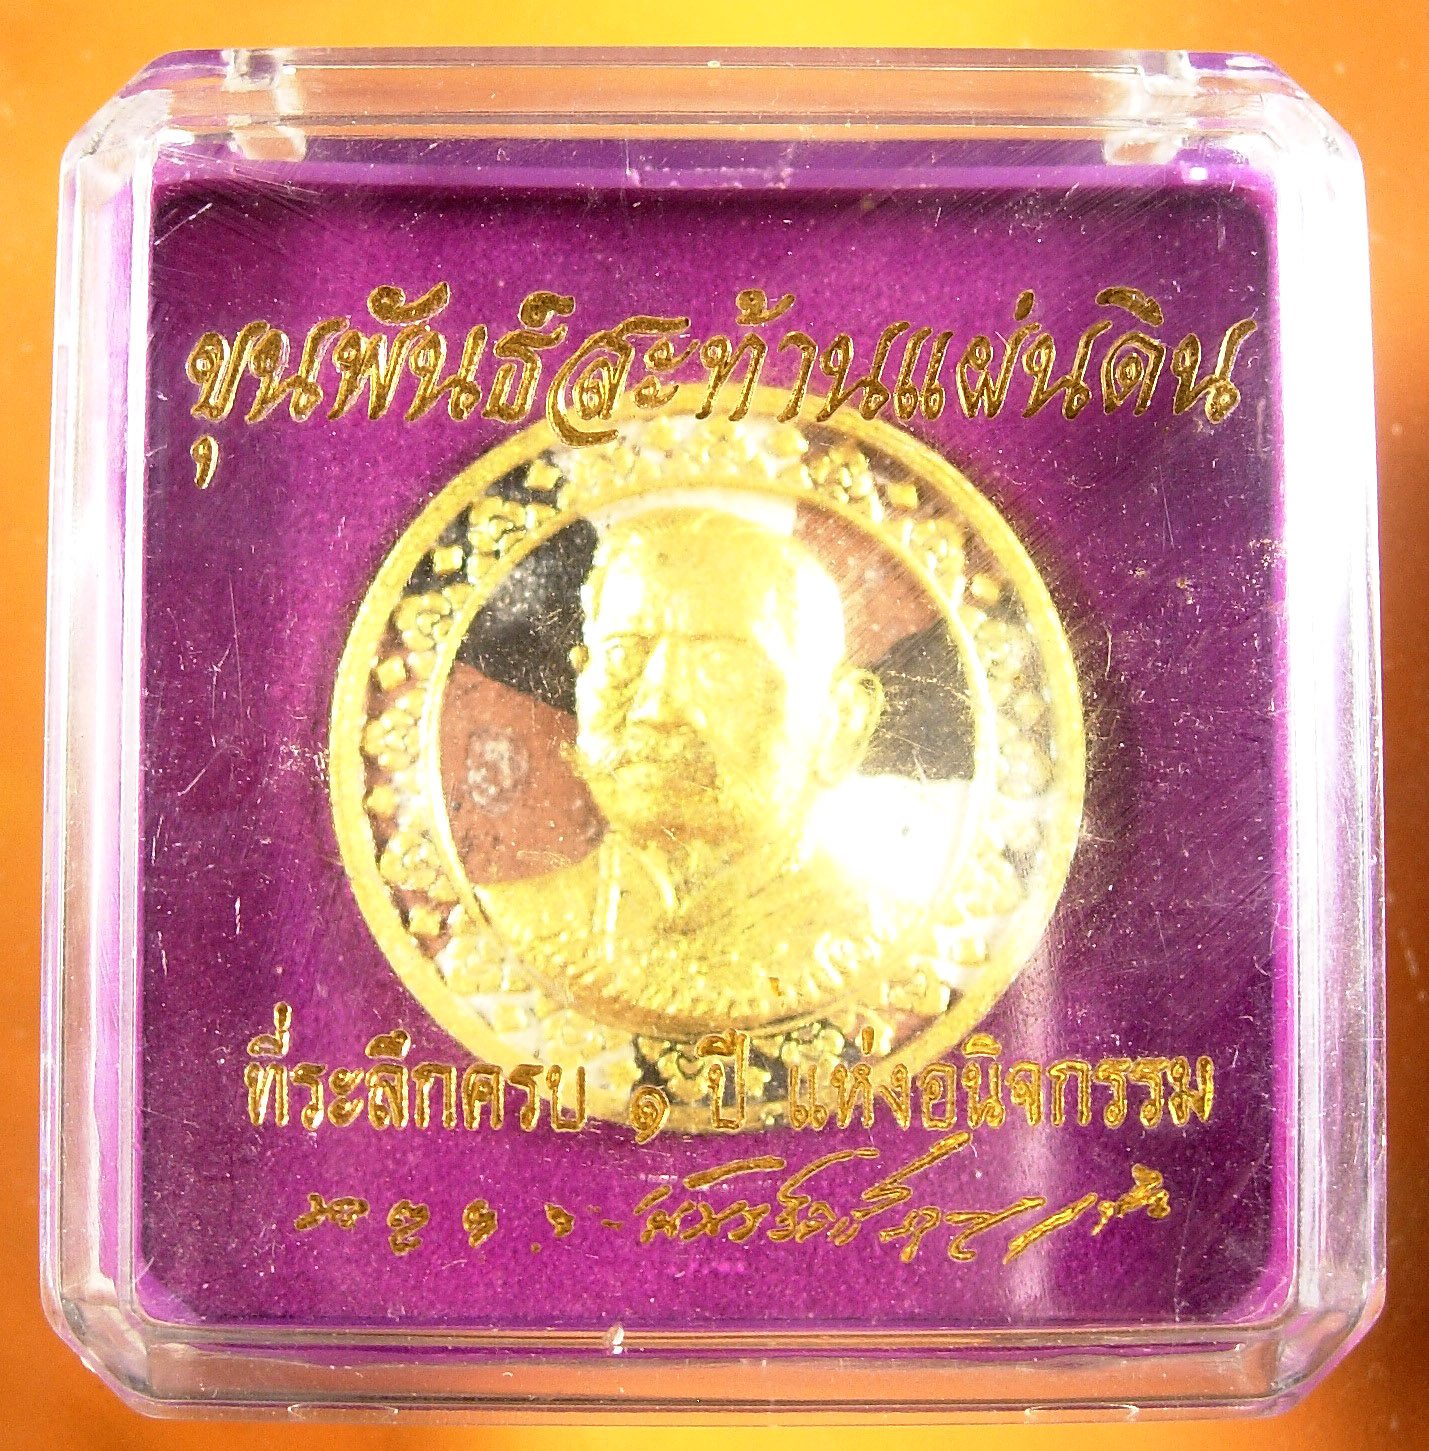 ขุนพันธ์สะท้านแผ่นดิน
ที่ระลึกครบ ๑ ปี แห่งอนิจกรรม